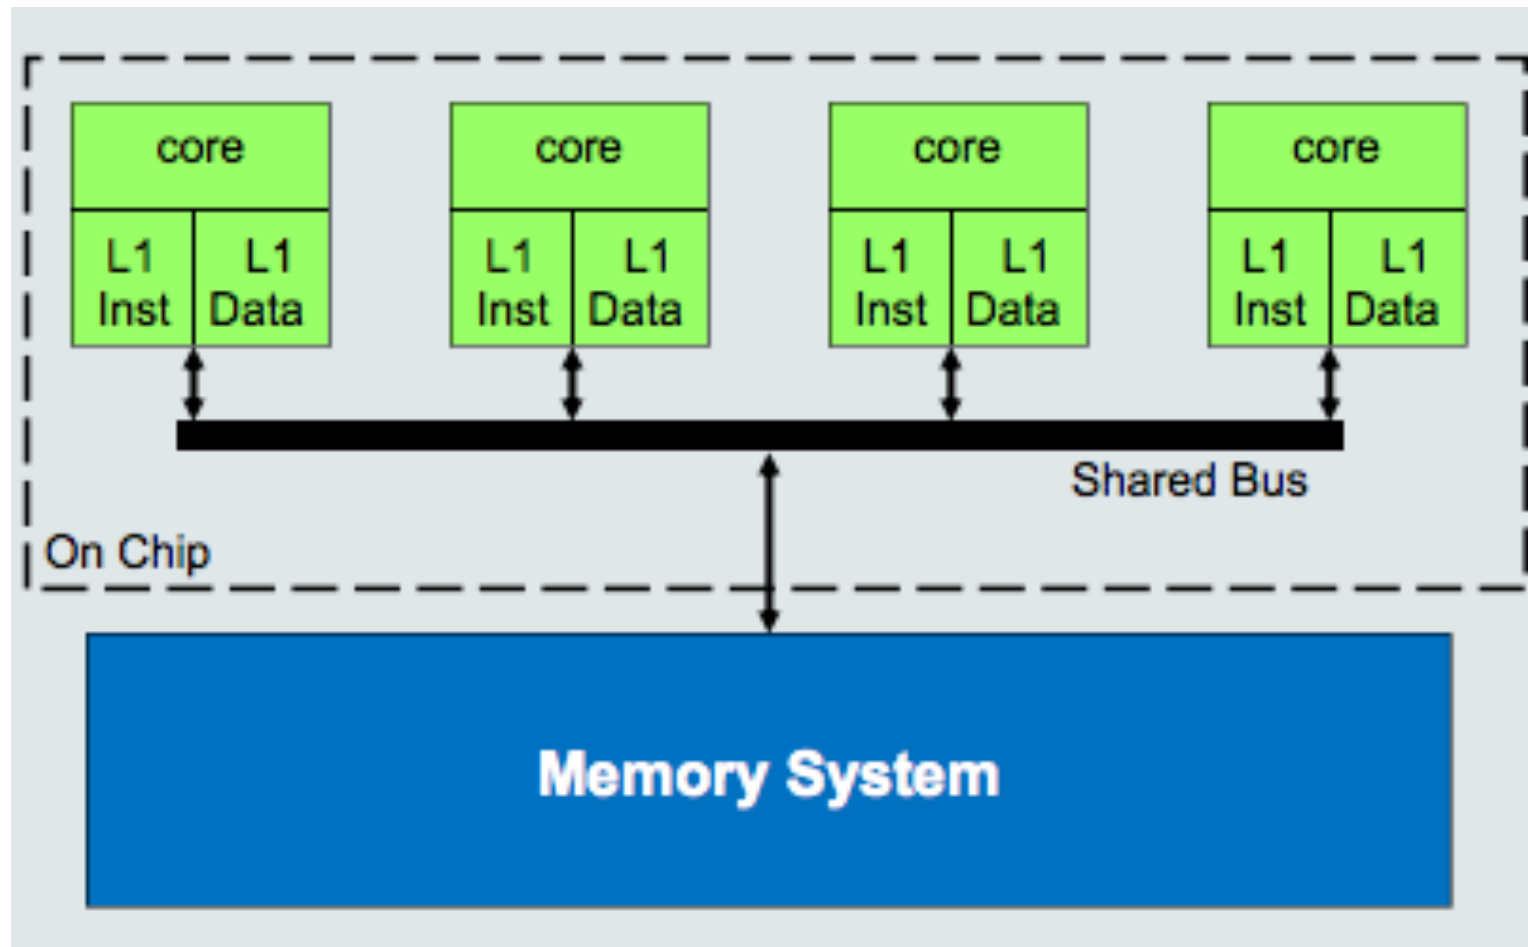 core
core
core
core
L1
Inst
L1
Data
L1
Inst
L1
Data
L1
Inst
L1
Data
L1
Inst
L1
Data
Shared Bus
On Chip
Memory System